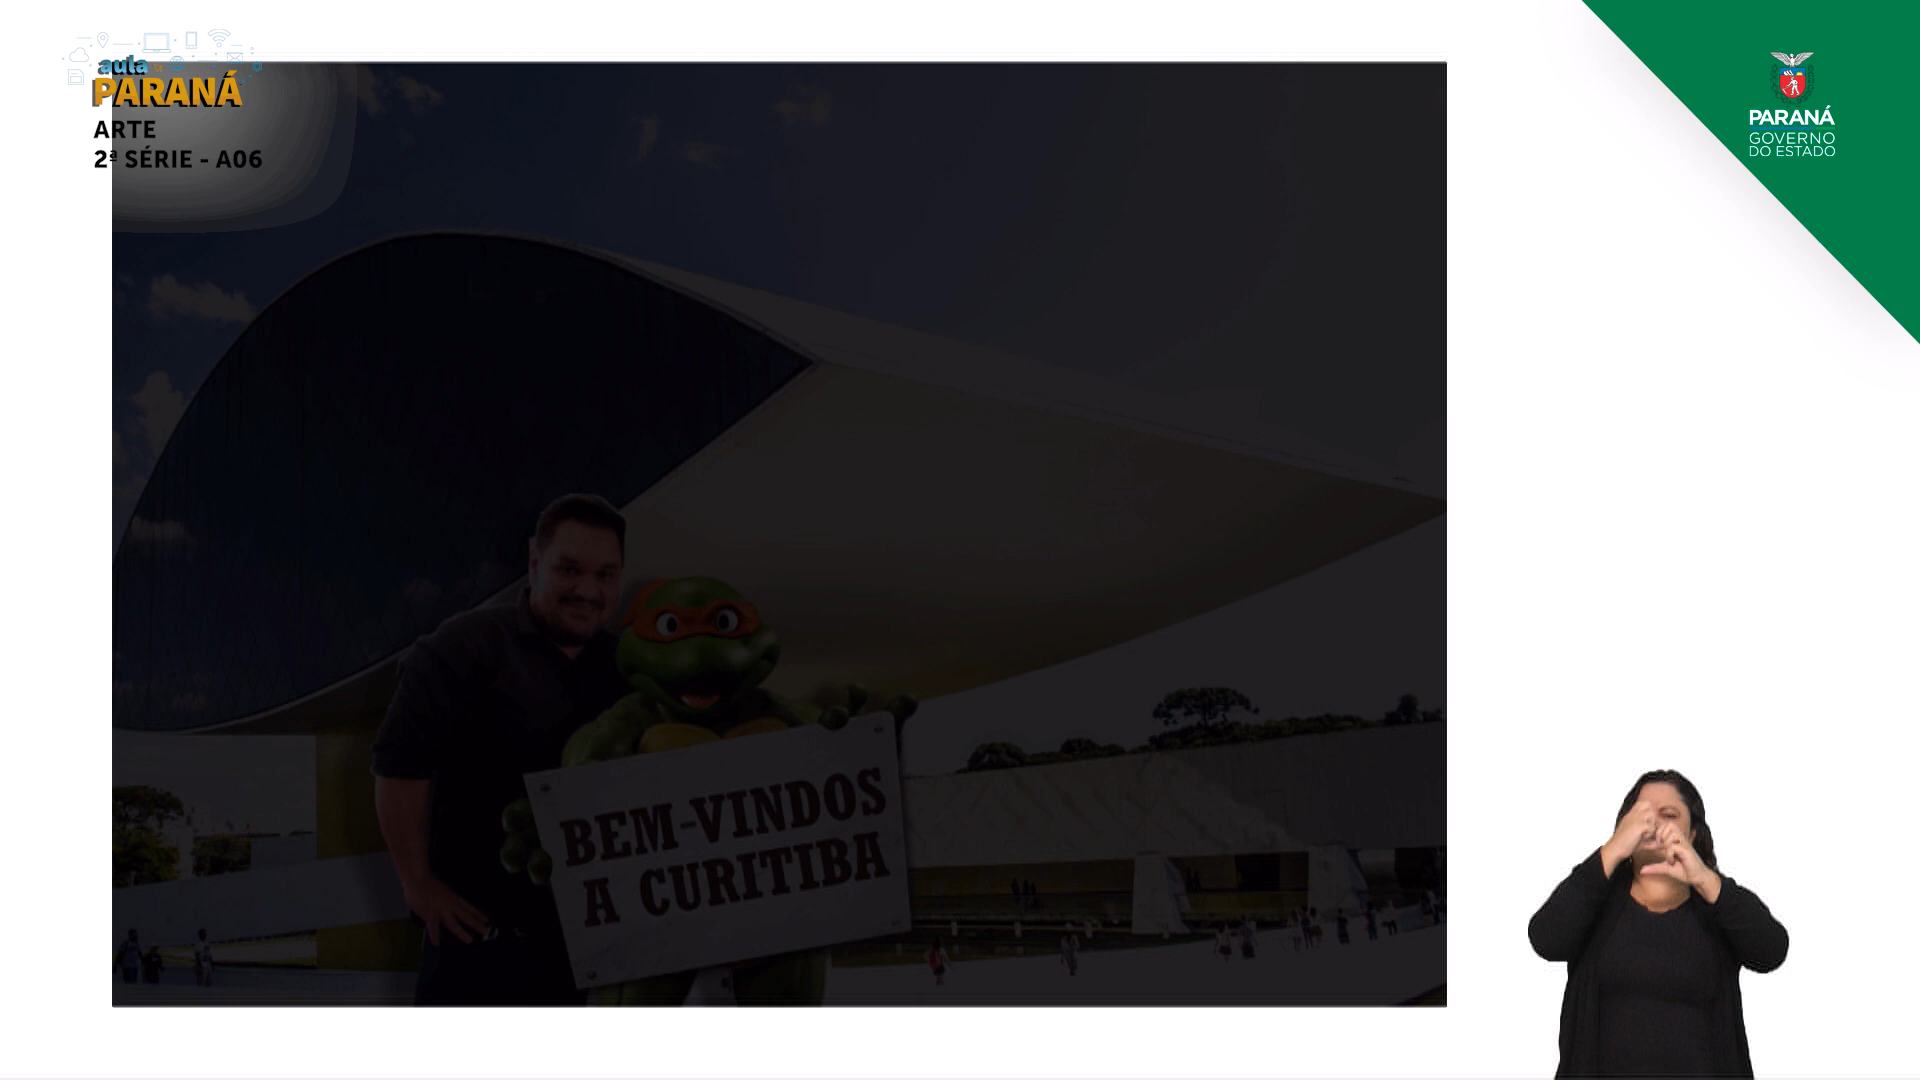 aula
PARANÁ
ARTE
2ª SÉRIE - A06
PARANÁ
GOVERNO
DO ESTADO
BEM-VINDOS
A CURITIBA